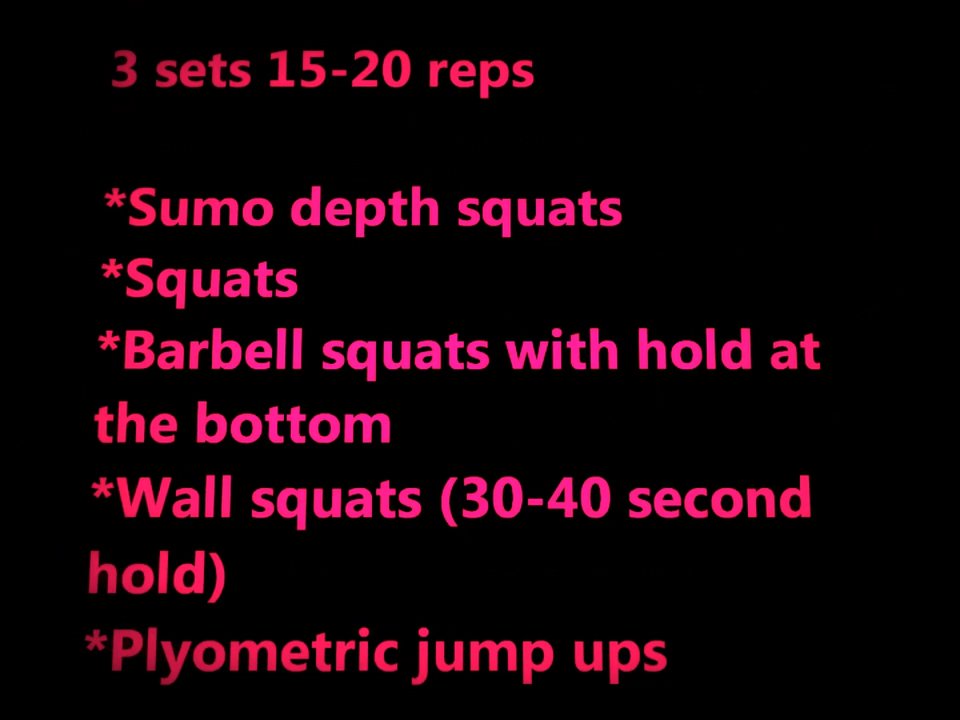 3 sets 15-20 reps
*Sumo depth squats
*Squats
*Barbell squats with hold at
the bottom
*Wall squats (30-40 second
hold)
*Plyometric jump ups